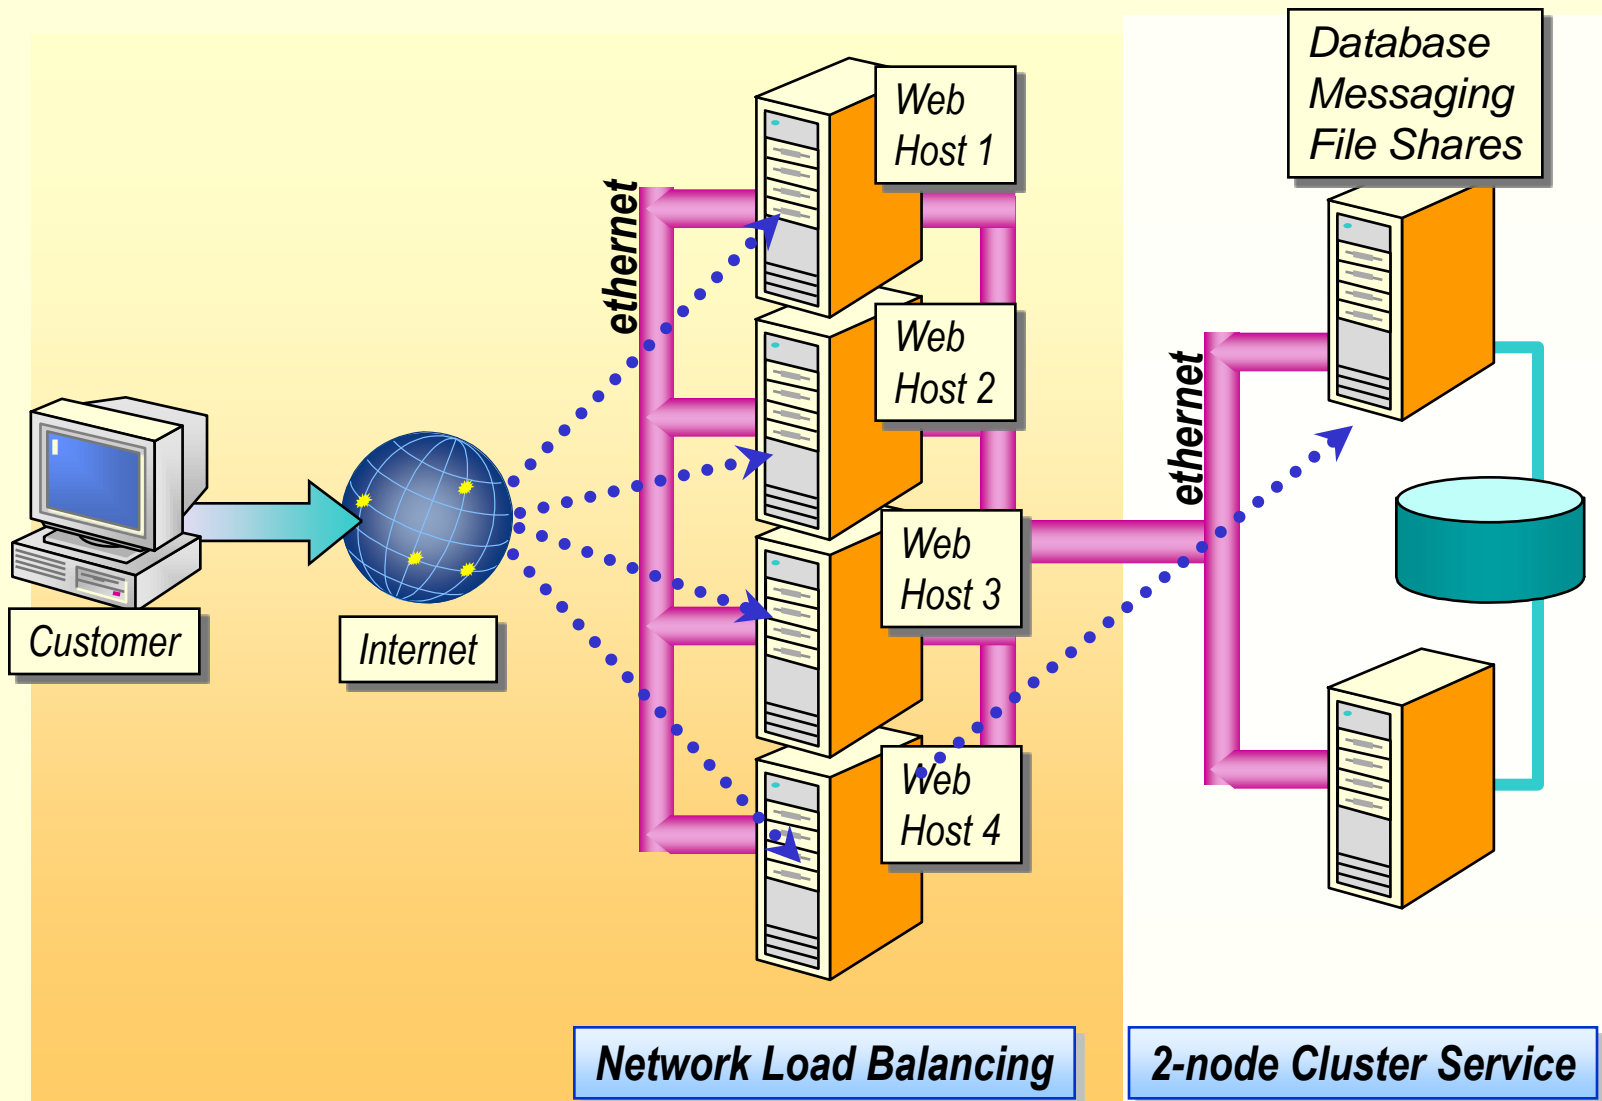 Database
Messaging
File Shares
Web
Host 1
ethernet
Web
Host 2
ethernet
Web
Host 3
Customer
Internet
Web
Host 4
Network Load Balancing
2-node Cluster Service